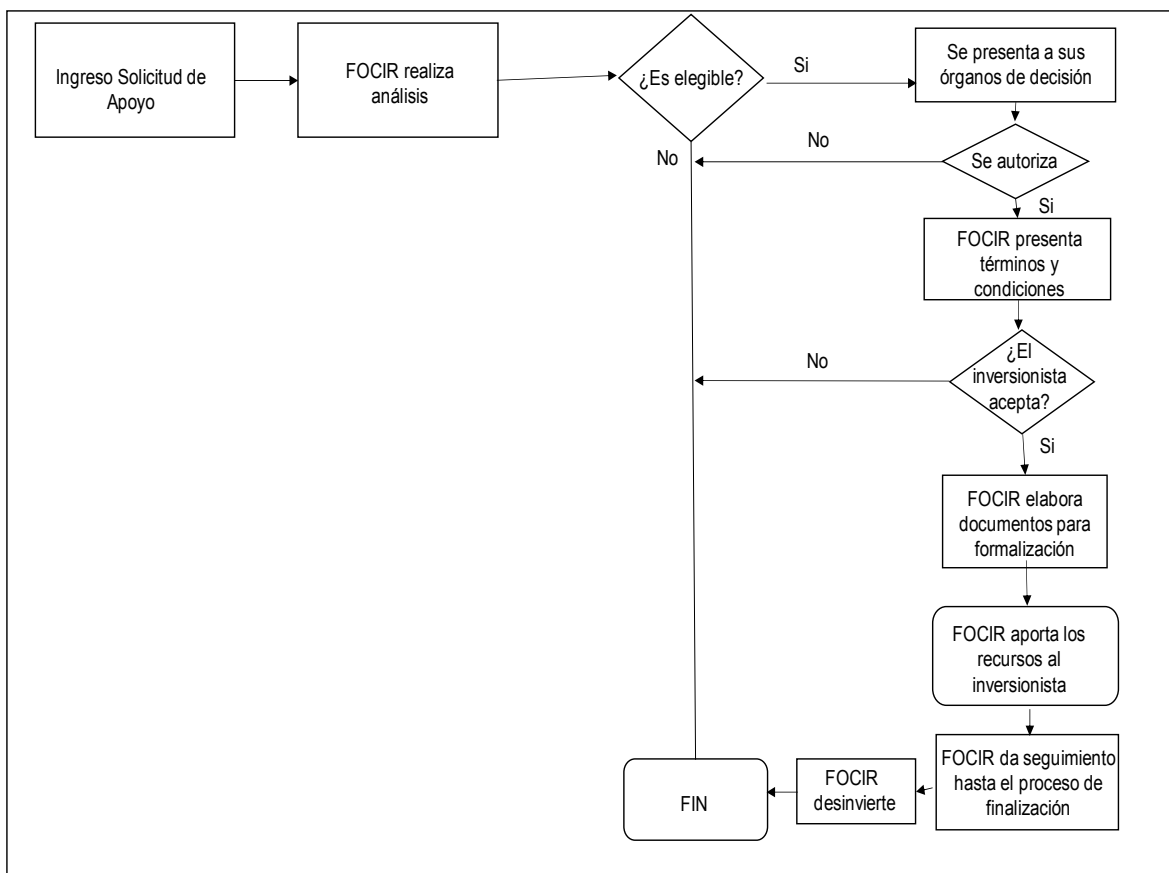 Ingreso Solicitud de
Apoyo
FOCIR realiza
análisis
¿Es elegible?
Si
Se presenta a sus
órganos de decisión
No
No
Se autoriza
Si
FOCIR presenta
términos y
condiciones
No
¿El
inversionista
acepta?
Si
FOCIR elabora
documentos para
formalización
FOCIR aporta los
recursos al
inversionista
FOCIR da seguimiento
hasta el proceso de
finalización
FOCIR
desinvierte
FIN